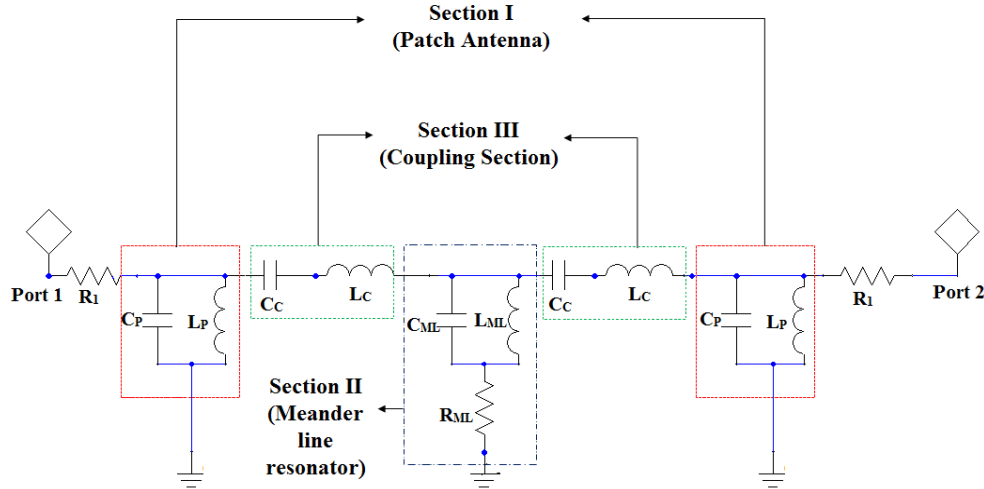 Section I
(Patch Antenna)
Section III
(Coupling Section)
Port 1
R1
CP
LP
CC
LC
CML
LML
RML
CC
LC
CP
LP
R1
Port 2
Section II
(Meander
line
resonator)